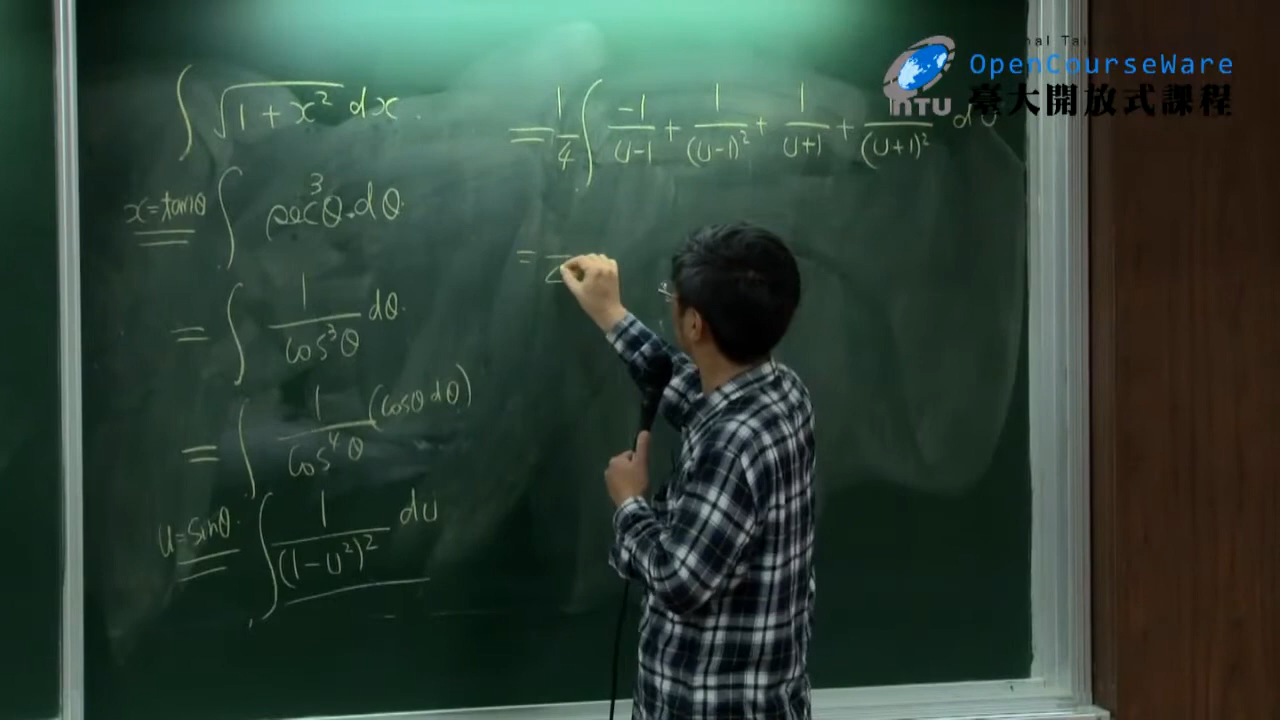 ∫ √(1 + x²) dx.
x=tanθ ∫ sec³θ·dθ.
= ∫ 1/cos³θ dθ.
= ∫ 1/cos⁴θ (cosθ dθ)
u=sinθ. ∫ 1/(1-u²)² du
= 1/4 ∫ -1/(u-1) + 1/(u-1)² + 1/(u+1) + 1/(u+1)² du
=
OpenCourseWare
NTU 臺大開放式課程